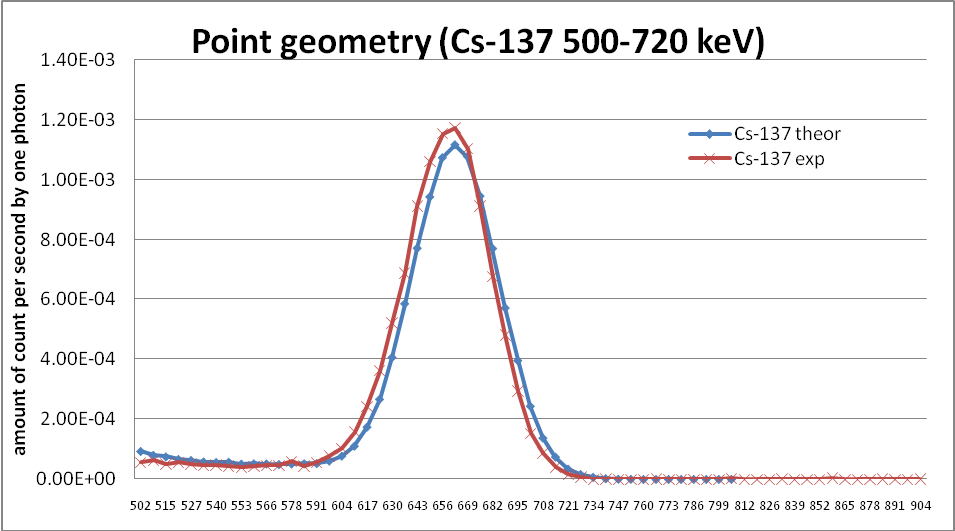 Point geometry (Cs-137 500-720 keV)
1.40E-03
1.20E-03
1.00E-03
8.00E-04
6.00E-04
4.00E-04
2.00E-04
0.00E+00
amount of count per second by one photon
Cs-137 theor
Cs-137 exp
502 515 527 540 553 566 578 591 604 617 630 643 656 669 682 695 708 721 734 747 760 773 786 799 812 826 839 852 865 878 891 904